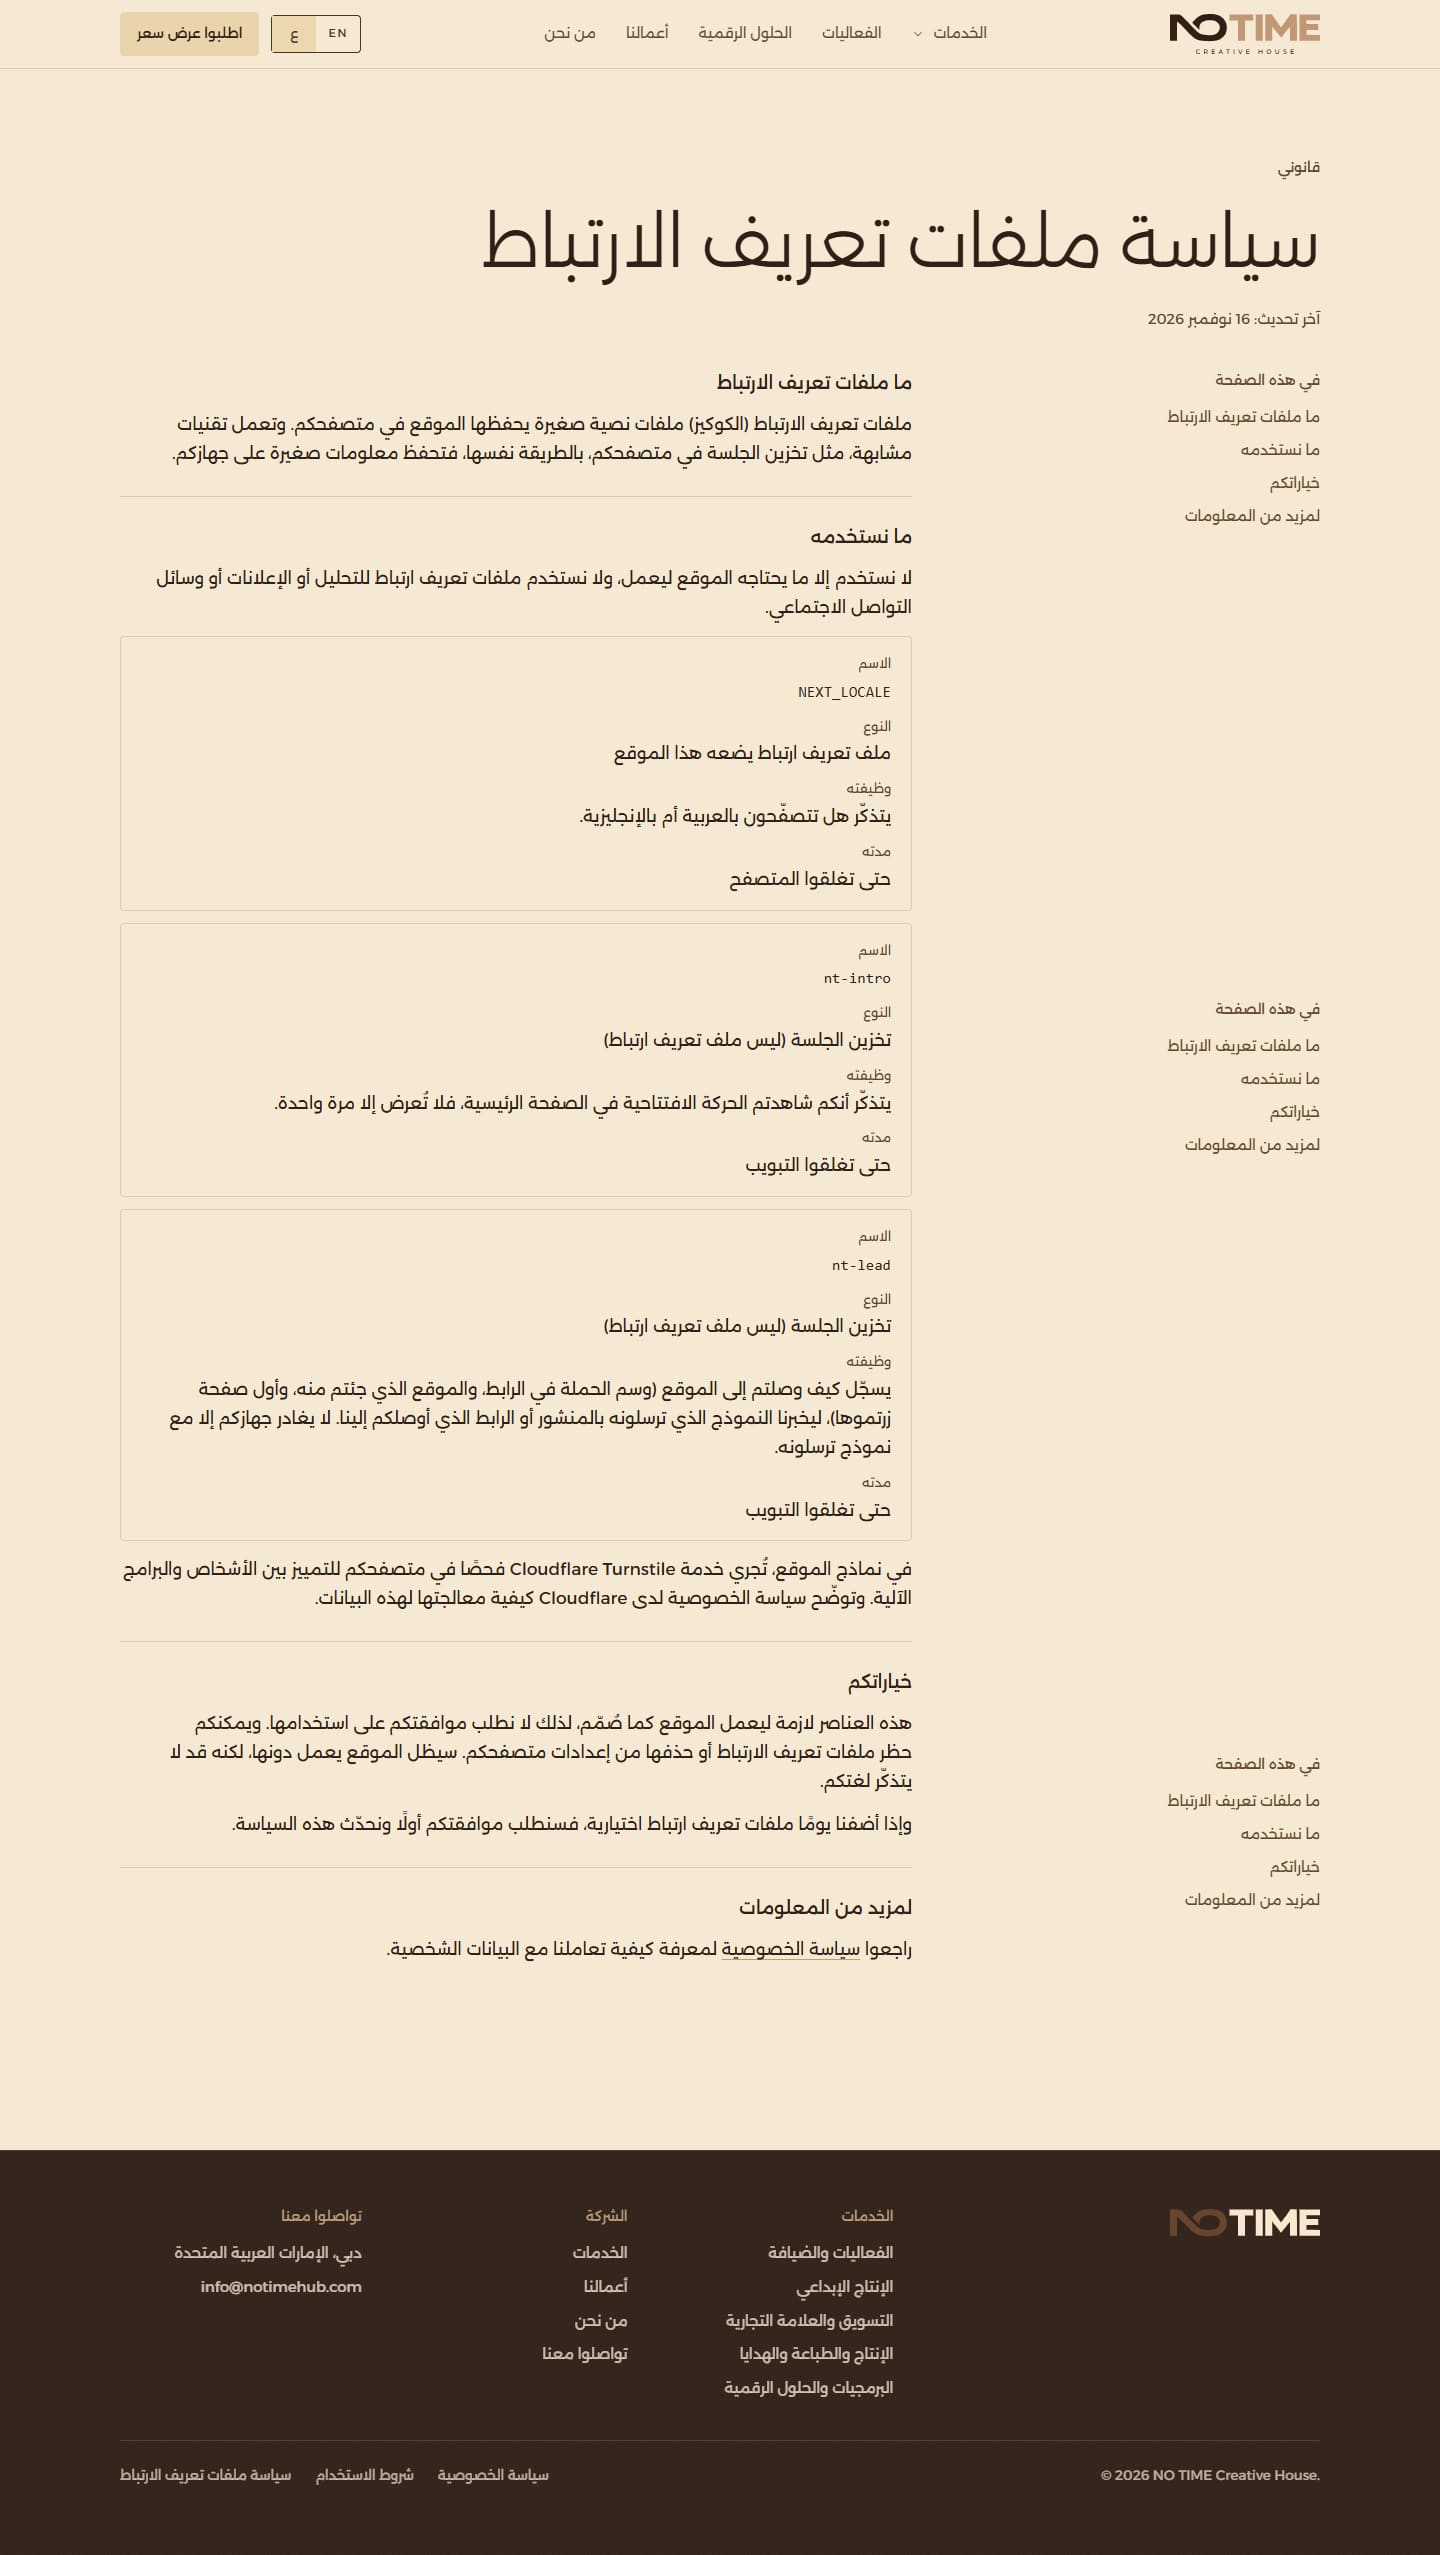 NO TIME
CREATIVE HOUSE
الخدمات
الفعاليات
الحلول الرقمية
أعمالنا
من نحن
EN
ع
اطلبوا عرض سعر
قانوني
سياسة ملفات تعريف الارتباط
آخر تحديث: 16 نوفمبر 2026
في هذه الصفحة
ما ملفات تعريف الارتباط
ما نستخدمه
خياراتكم
لمزيد من المعلومات
ما ملفات تعريف الارتباط
ملفات تعريف الارتباط (الكوكيز) ملفات نصية صغيرة يحفظها الموقع في متصفحكم. وتعمل تقنيات
مشابهة، مثل تخزين الجلسة في متصفحكم، بالطريقة نفسها، فتحفظ معلومات صغيرة على جهازكم.
ما نستخدمه
لا نستخدم إلا ما يحتاجه الموقع ليعمل، ولا نستخدم ملفات تعريف ارتباط للتحليل أو الإعلانات أو وسائل
التواصل الاجتماعي.
الاسم
NEXT_LOCALE
النوع
ملف تعريف ارتباط يضعه هذا الموقع
وظيفته
يتذكّر هل تتصفّحون بالعربية أم بالإنجليزية.
مدته
حتى تغلقوا المتصفح
الاسم
nt-intro
النوع
تخزين الجلسة (ليس ملف تعريف ارتباط)
وظيفته
يتذكّر أنكم شاهدتم الحركة الافتتاحية في الصفحة الرئيسية، فلا تُعرض إلا مرة واحدة.
مدته
حتى تغلقوا التبويب
في هذه الصفحة
ما ملفات تعريف الارتباط
ما نستخدمه
خياراتكم
لمزيد من المعلومات
الاسم
nt-lead
النوع
تخزين الجلسة (ليس ملف تعريف ارتباط)
وظيفته
يسجّل كيف وصلتم إلى الموقع (وسم الحملة في الرابط، والموقع الذي جئتم منه، وأول صفحة
زرتموها)، ليخبرنا النموذج الذي ترسلونه بالمنشور أو الرابط الذي أوصلكم إلينا. لا يغادر جهازكم إلا مع
نموذج ترسلونه.
مدته
حتى تغلقوا التبويب
في نماذج الموقع، تُجري خدمة Cloudflare Turnstile فحصًا في متصفحكم للتمييز بين الأشخاص والبرامج
الآلية. وتوضّح سياسة الخصوصية لدى Cloudflare كيفية معالجتها لهذه البيانات.
خياراتكم
هذه العناصر لازمة ليعمل الموقع كما صُمّم، لذلك لا نطلب موافقتكم على استخدامها. ويمكنكم
حظر ملفات تعريف الارتباط أو حذفها من إعدادات متصفحكم. سيظل الموقع يعمل دونها، لكنه قد لا
يتذكّر لغتكم.
وإذا أضفنا يومًا ملفات تعريف ارتباط اختيارية، فسنطلب موافقتكم أولًا ونحدّث هذه السياسة.
في هذه الصفحة
ما ملفات تعريف الارتباط
ما نستخدمه
خياراتكم
لمزيد من المعلومات
لمزيد من المعلومات
راجعوا سياسة الخصوصية لمعرفة كيفية تعاملنا مع البيانات الشخصية.
NO TIME
الخدمات
الفعاليات والضيافة
الإنتاج الإبداعي
التسويق والعلامة التجارية
الإنتاج والطباعة والهدايا
البرمجيات والحلول الرقمية
الشركة
الخدمات
أعمالنا
من نحن
تواصلوا معنا
تواصلوا معنا
دبي، الإمارات العربية المتحدة
info@notimehub.com
© 2026 NO TIME Creative House.
سياسة الخصوصية
شروط الاستخدام
سياسة ملفات تعريف الارتباط